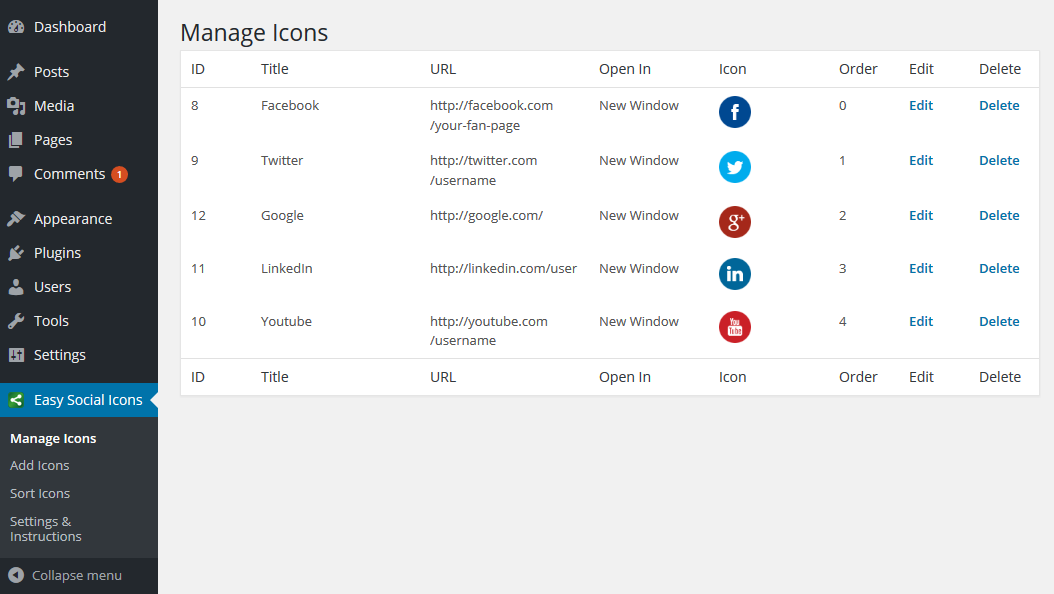 Dashboard
Posts
Media
Pages
Comments 1
Appearance
Plugins
Users
Tools
Settings
Easy Social Icons
Manage Icons
Add Icons
Sort Icons
Settings &
Instructions
Collapse menu
Manage Icons
ID Title URL Open In Icon Order Edit Delete
8 Facebook http://facebook.com New Window f 0 Edit Delete
/your-fan-page
9 Twitter http://twitter.com New Window 1 Edit Delete
/username
12 Google http://google.com/ New Window g+ 2 Edit Delete
11 LinkedIn http://linkedin.com/user New Window in 3 Edit Delete
10 Youtube http://youtube.com New Window You Tube 4 Edit Delete
/username
ID Title URL Open In Icon Order Edit Delete